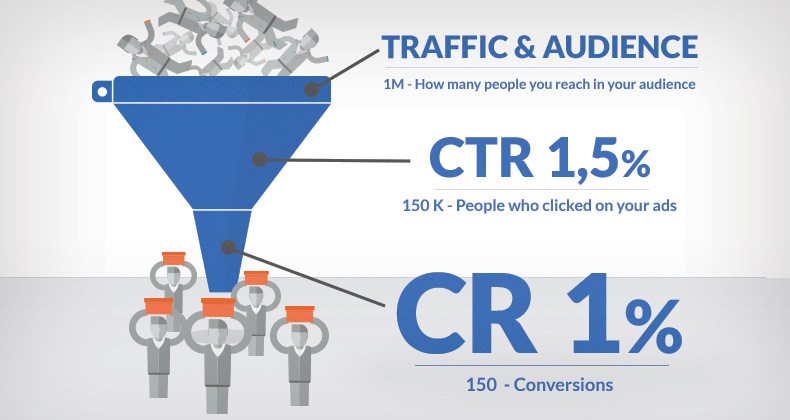 TRAFFIC & AUDIENCE
1M - How many people you reach in your audience
CTR 1,5%
150 K - People who clicked on your ads
CR 1%
150 - Conversions